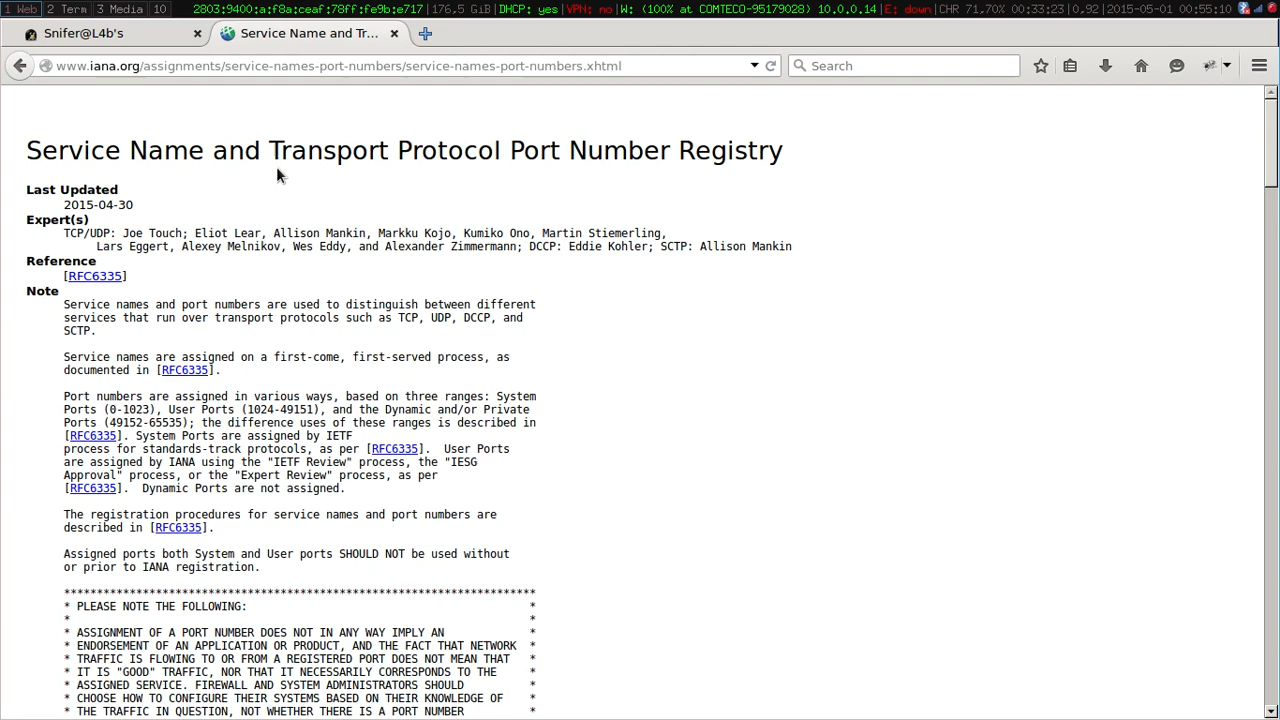 1 Web 2 Term 3 Media 10 2803:9400:a:f8a:ceaf:78ff:fe9b:e717|176,5 GiB|DHCP: yes|VPN: no|W: (100% at COMTECO-95179028) 10.0.0.14|E: down|CHR 71,70% 00:33:23|0,92|2015-05-01 00:55:10
Snifer@L4b's
Service Name and Tr...
www.iana.org/assignments/service-names-port-numbers/service-names-port-numbers.xhtml
Search
Service Name and Transport Protocol Port Number Registry
Last Updated
2015-04-30
Expert(s)
TCP/UDP: Joe Touch; Eliot Lear, Allison Mankin, Markku Kojo, Kumiko Ono, Martin Stiemerling,
Lars Eggert, Alexey Melnikov, Wes Eddy, and Alexander Zimmermann; DCCP: Eddie Kohler; SCTP: Allison Mankin
Reference
[RFC6335]
Note
Service names and port numbers are used to distinguish between different
services that run over transport protocols such as TCP, UDP, DCCP, and
SCTP.
Service names are assigned on a first-come, first-served process, as
documented in [RFC6335].
Port numbers are assigned in various ways, based on three ranges: System
Ports (0-1023), User Ports (1024-49151), and the Dynamic and/or Private
Ports (49152-65535); the difference uses of these ranges is described in
[RFC6335]. System Ports are assigned by IETF
process for standards-track protocols, as per [RFC6335].  User Ports
are assigned by IANA using the "IETF Review" process, the "IESG
Approval" process, or the "Expert Review" process, as per
[RFC6335].  Dynamic Ports are not assigned.
The registration procedures for service names and port numbers are
described in [RFC6335].
Assigned ports both System and User ports SHOULD NOT be used without
or prior to IANA registration.
************************************************************************
* PLEASE NOTE THE FOLLOWING:                                           *
*                                                                      *
* ASSIGNMENT OF A PORT NUMBER DOES NOT IN ANY WAY IMPLY AN             *
* ENDORSEMENT OF AN APPLICATION OR PRODUCT, AND THE FACT THAT NETWORK  *
* TRAFFIC IS FLOWING TO OR FROM A REGISTERED PORT DOES NOT MEAN THAT   *
* IT IS "GOOD" TRAFFIC, NOR THAT IT NECESSARILY CORRESPONDS TO THE     *
* ASSIGNED SERVICE. FIREWALL AND SYSTEM ADMINISTRATORS SHOULD          *
* CHOOSE HOW TO CONFIGURE THEIR SYSTEMS BASED ON THEIR KNOWLEDGE OF    *
* THE TRAFFIC IN QUESTION, NOT WHETHER THERE IS A PORT NUMBER          *